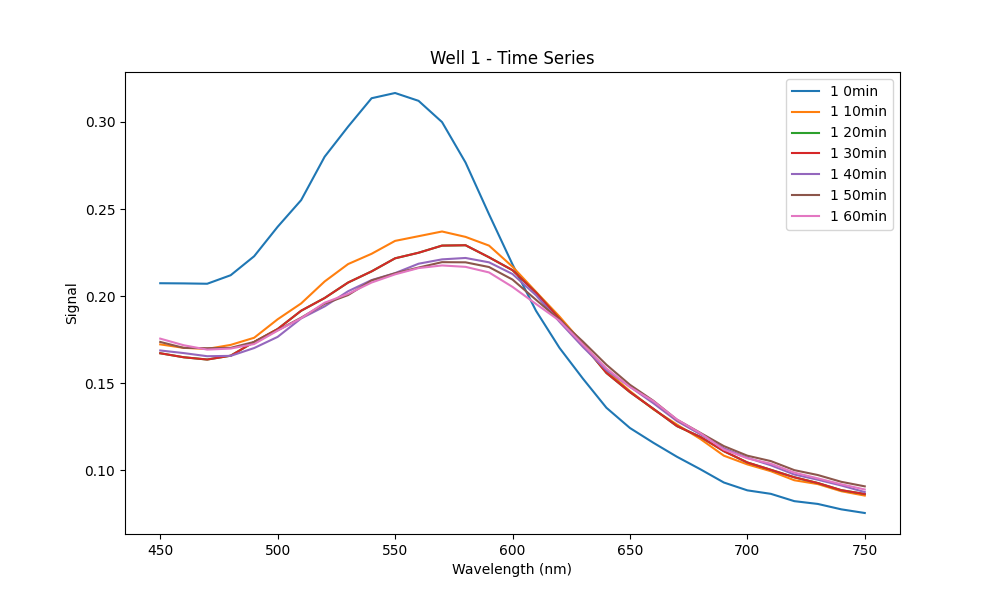 Well 1 - Time Series
Signal
0.30
0.25
0.20
0.15
0.10
1 0min
1 10min
1 20min
1 30min
1 40min
1 50min
1 60min
450 500 550 600 650 700 750
Wavelength (nm)